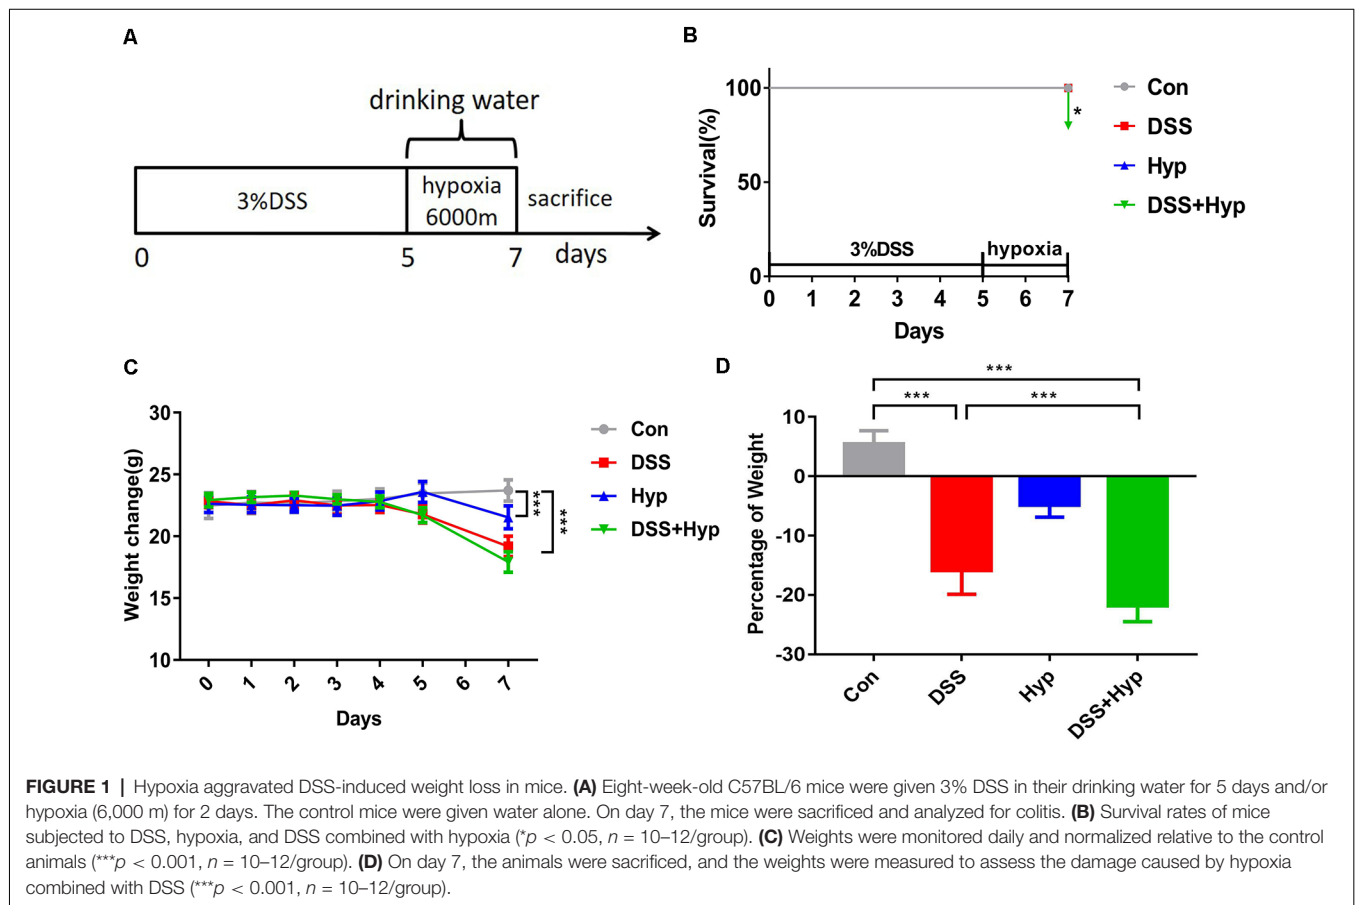 A
drinking water
3%DSS
hypoxia
6000m
sacrifice
0
5
7
days
B
Survival(%)
100
50
0
*
3%DSS
hypoxia
0 1 2 3 4 5 6 7
Days
Con
DSS
Hyp
DSS+Hyp
C
Weight change(g)
30
25
20
15
10
***
***
0 1 2 3 4 5 6 7
Days
Con
DSS
Hyp
DSS+Hyp
D
***
***
***
Percentage of Weight
10
0
-10
-20
-30
Con
DSS
Hyp
DSS+Hyp
FIGURE 1 | Hypoxia aggravated DSS-induced weight loss in mice. (A) Eight-week-old C57BL/6 mice were given 3% DSS in their drinking water for 5 days and/or
hypoxia (6,000 m) for 2 days. The control mice were given water alone. On day 7, the mice were sacrificed and analyzed for colitis. (B) Survival rates of mice
subjected to DSS, hypoxia, and DSS combined with hypoxia (*p < 0.05, n = 10–12/group). (C) Weights were monitored daily and normalized relative to the control
animals (***p < 0.001, n = 10–12/group). (D) On day 7, the animals were sacrificed, and the weights were measured to assess the damage caused by hypoxia
combined with DSS (***p < 0.001, n = 10–12/group).